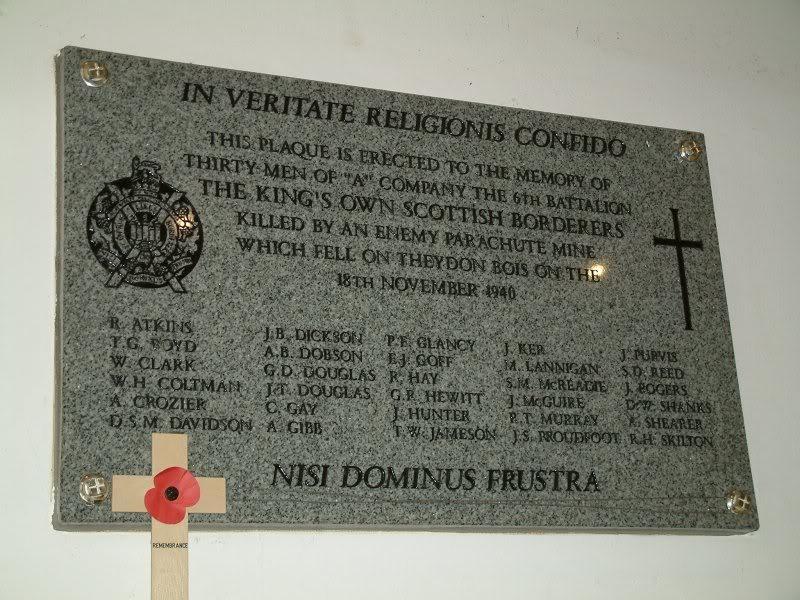 IN VERITATE RELIGIONIS CONFIDO
THIS PLAQUE IS ERECTED TO THE MEMORY OF
THIRTY MEN OF "A" COMPANY THE 6TH BATTALION
THE KING'S OWN SCOTTISH BORDERERS
KILLED BY AN ENEMY PARACHUTE MINE
WHICH FELL ON THEYDON BOIS ON THE
18TH NOVEMBER 1940
R. ATKINS
T.G. BOYD
W. CLARK
W.H. COLTMAN
A. CROZIER
D.S.M. DAVIDSON
J.B. DICKSON
A.B. DOBSON
G.D. DOUGLAS
J.T. DOUGLAS
C. GAY
A. GIBB
P.F. GLANCY
E.J. GOFF
R. HAY
G.R. HEWITT
J. HUNTER
T.W. JAMESON
J. KER
M. LANNIGAN
S.M. McREADIE
J. McGUIRE
R.T. MURRAY
J.S. PROUDFOOT
J. PURVIS
S.D. REED
J. ROGERS
D.W. SHANKS
A. SHEARER
R.H. SKILTON
NISI DOMINUS FRUSTRA
REMEMBRANCE